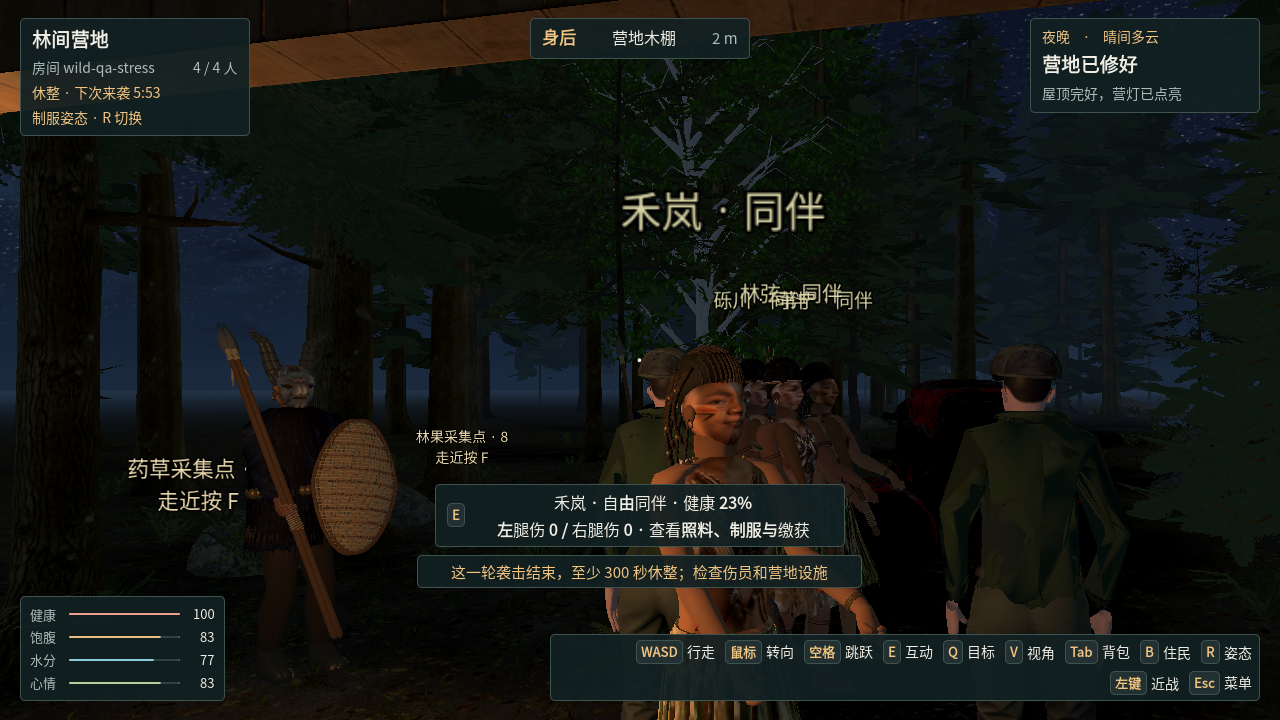 林间营地
房间 wild-qa-stress 4 / 4 人
休整 · 下次来袭 5:53
制服姿态 · R 切换
身后 营地木棚 2 m
夜晚 · 晴间多云
营地已修好
屋顶完好，营灯已点亮
禾岚 · 同伴
砾川
林弦 · 同伴
同伴
林果采集点 · 8
走近按 F
药草采集点 ·
走近按 F
E
禾岚 · 自由同伴 · 健康 23%
左腿伤 0 / 右腿伤 0 · 查看照料、制服与缴获
这一轮袭击结束，至少 300 秒休整；检查伤员和营地设施
健康 100
饱腹 83
水分 77
心情 83
WASD 行走 鼠标 转向 空格 跳跃 E 互动 Q 目标 V 视角 Tab 背包 B 住民 R 姿态
左键 近战 Esc 菜单